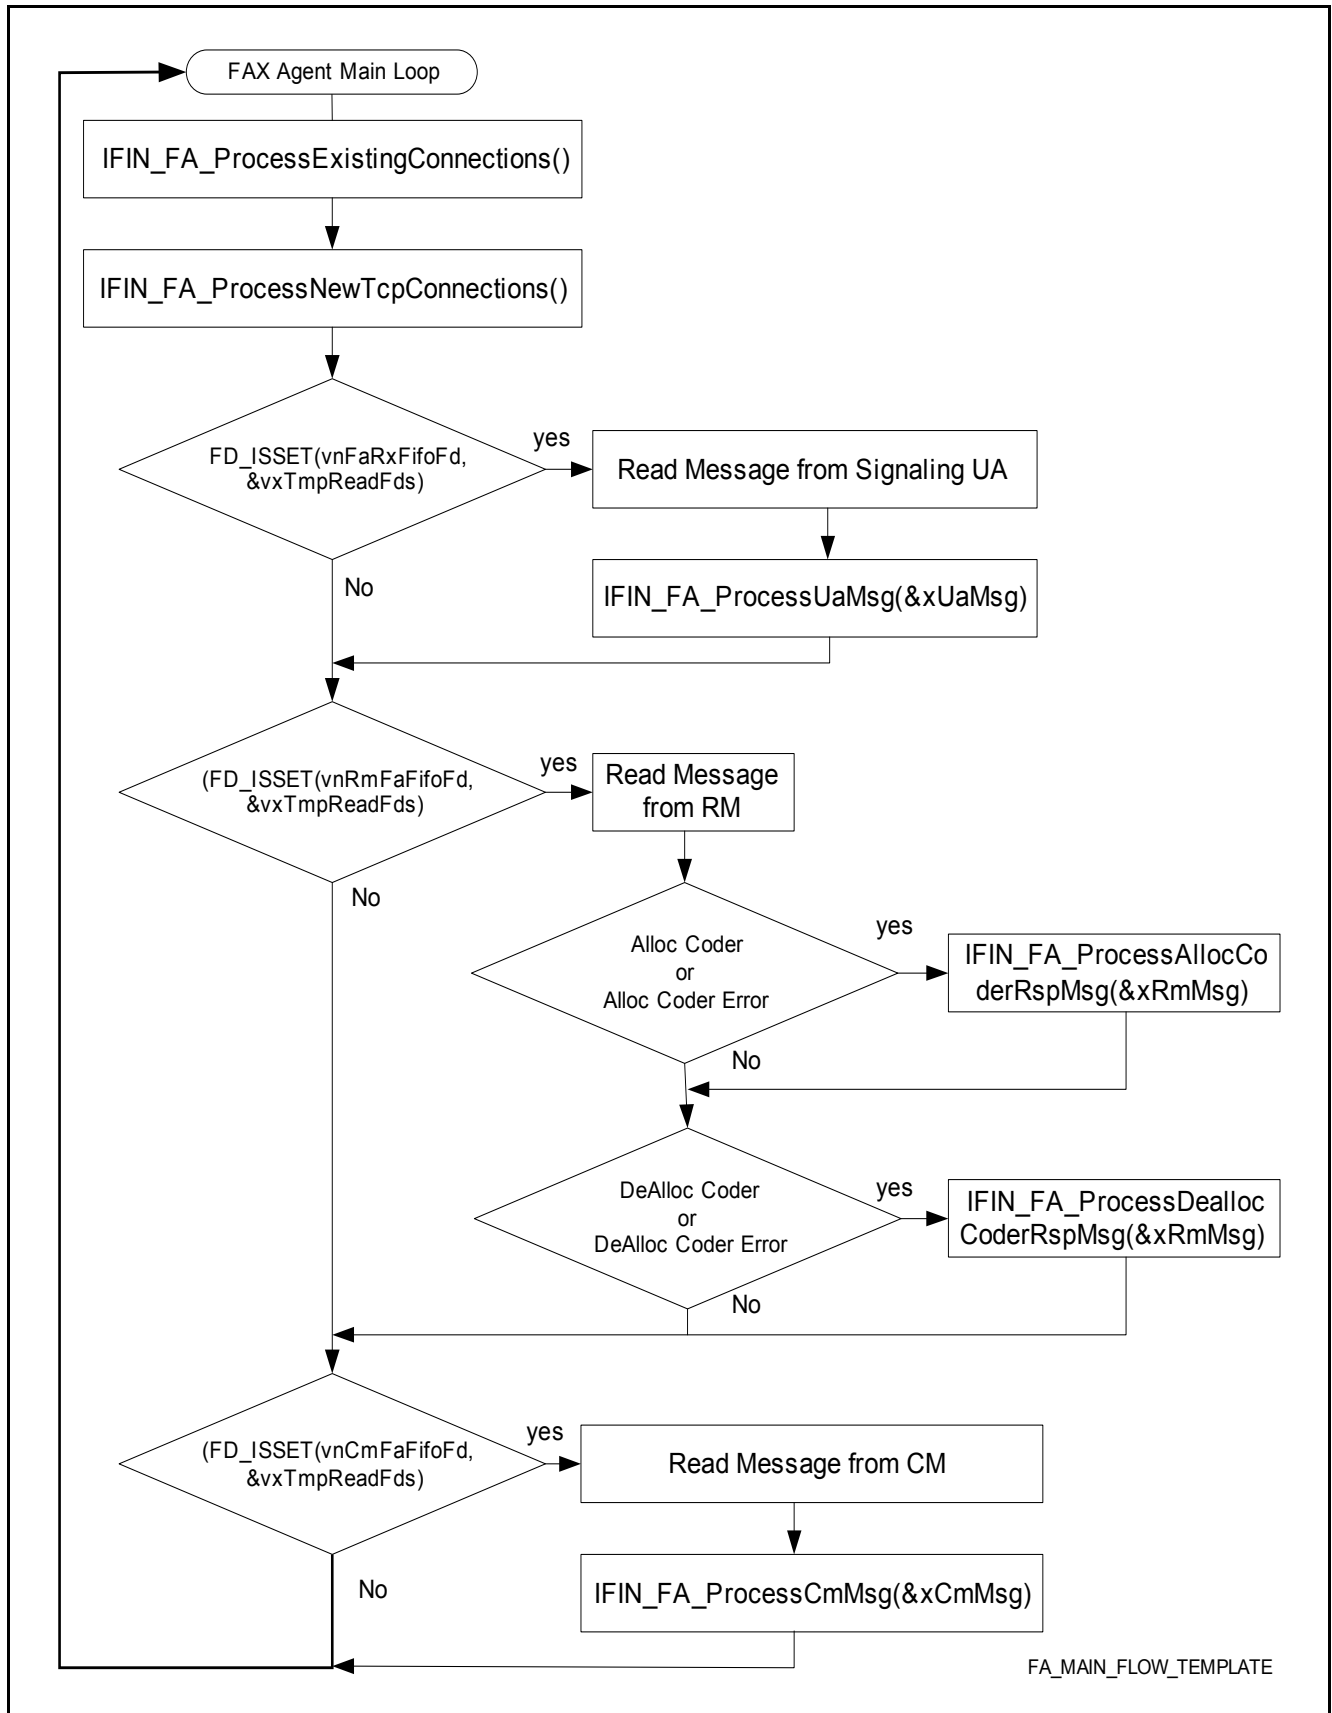 FAX Agent Main Loop
IFIN_FA_ProcessExistingConnections()
IFIN_FA_ProcessNewTcpConnections()
FD_ISSET(vnFaRxFifoFd,
&vxTmpReadFds)
yes
Read Message from Signaling UA
No
IFIN_FA_ProcessUaMsg(&xUaMsg)
(FD_ISSET(vnRmFaFifoFd,
&vxTmpReadFds)
yes
Read Message
from RM
No
Alloc Coder
or
Alloc Coder Error
yes
IFIN_FA_ProcessAllocCo
derRspMsg(&xRmMsg)
No
DeAlloc Coder
or
DeAlloc Coder Error
yes
IFIN_FA_ProcessDealloc
CoderRspMsg(&xRmMsg)
No
(FD_ISSET(vnCmFaFifoFd,
&vxTmpReadFds)
yes
Read Message from CM
No
IFIN_FA_ProcessCmMsg(&xCmMsg)
FA_MAIN_FLOW_TEMPLATE